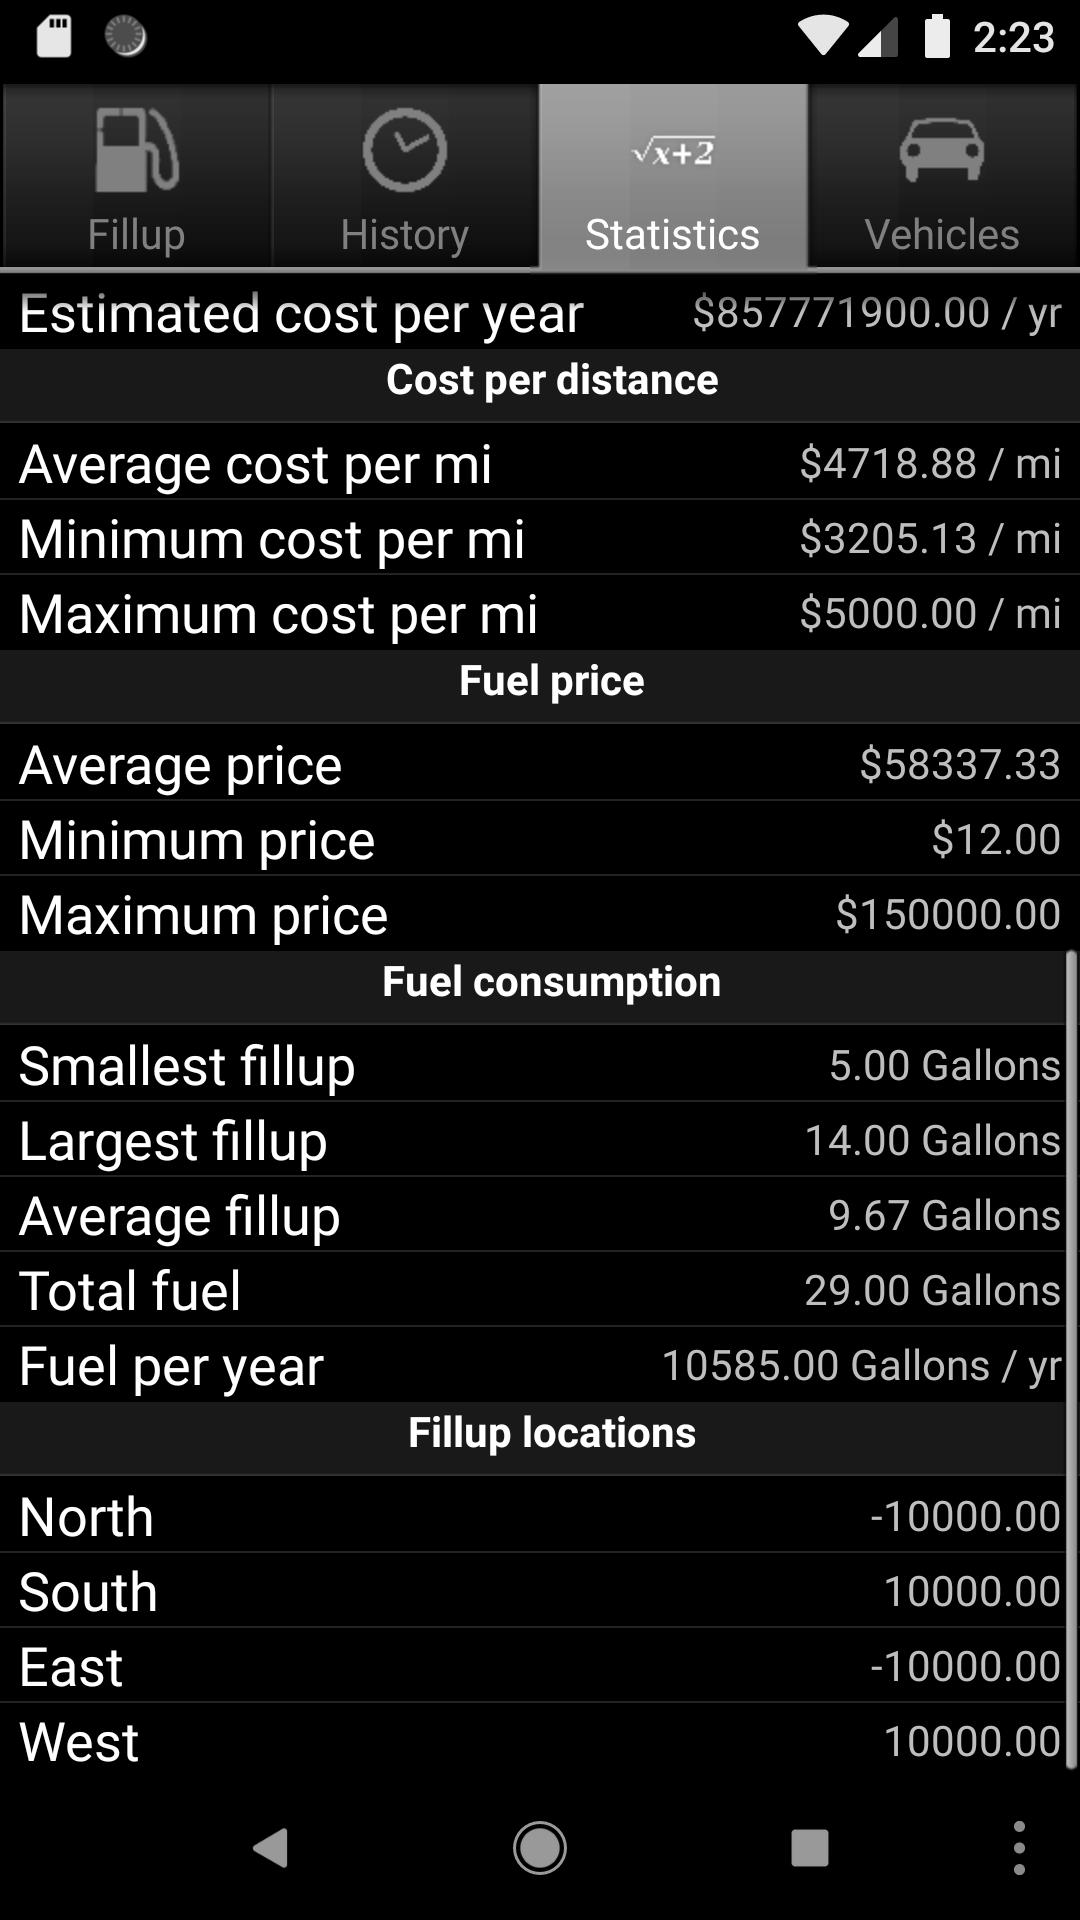 2:23
Fillup
History
√x+2
Statistics
Vehicles
Estimated cost per year $857771900.00 / yr
Cost per distance
Average cost per mi $4718.88 / mi
Minimum cost per mi $3205.13 / mi
Maximum cost per mi $5000.00 / mi
Fuel price
Average price $58337.33
Minimum price $12.00
Maximum price $150000.00
Fuel consumption
Smallest fillup 5.00 Gallons
Largest fillup 14.00 Gallons
Average fillup 9.67 Gallons
Total fuel 29.00 Gallons
Fuel per year 10585.00 Gallons / yr
Fillup locations
North -10000.00
South 10000.00
East -10000.00
West 10000.00